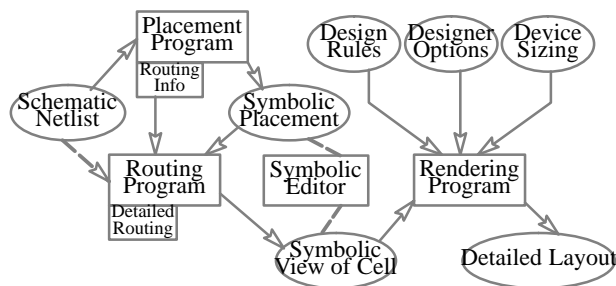 Placement
Program
Routing
Info
Schematic
Netlist
Symbolic
Placement
Routing
Program
Detailed
Routing
Symbolic
Editor
Symbolic
View of Cell
Design
Rules
Designer
Options
Device
Sizing
Rendering
Program
Detailed Layout